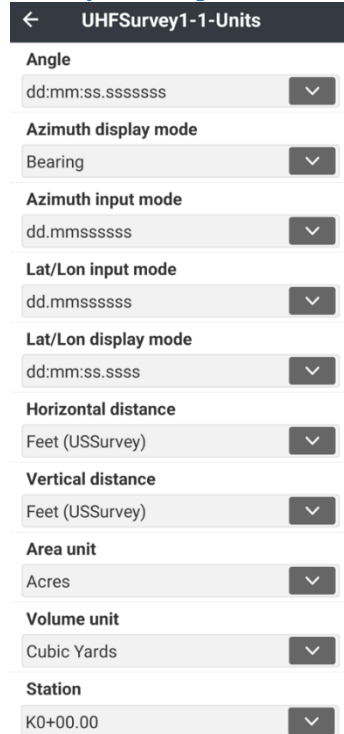 ← UHFSurvey1-1-Units
Angle
dd:mm:ss.sssssss
Azimuth display mode
Bearing
Azimuth input mode
dd.mmssssss
Lat/Lon input mode
dd.mmssssss
Lat/Lon display mode
dd:mm:ss.ssss
Horizontal distance
Feet (USSurvey)
Vertical distance
Feet (USSurvey)
Area unit
Acres
Volume unit
Cubic Yards
Station
K0+00.00